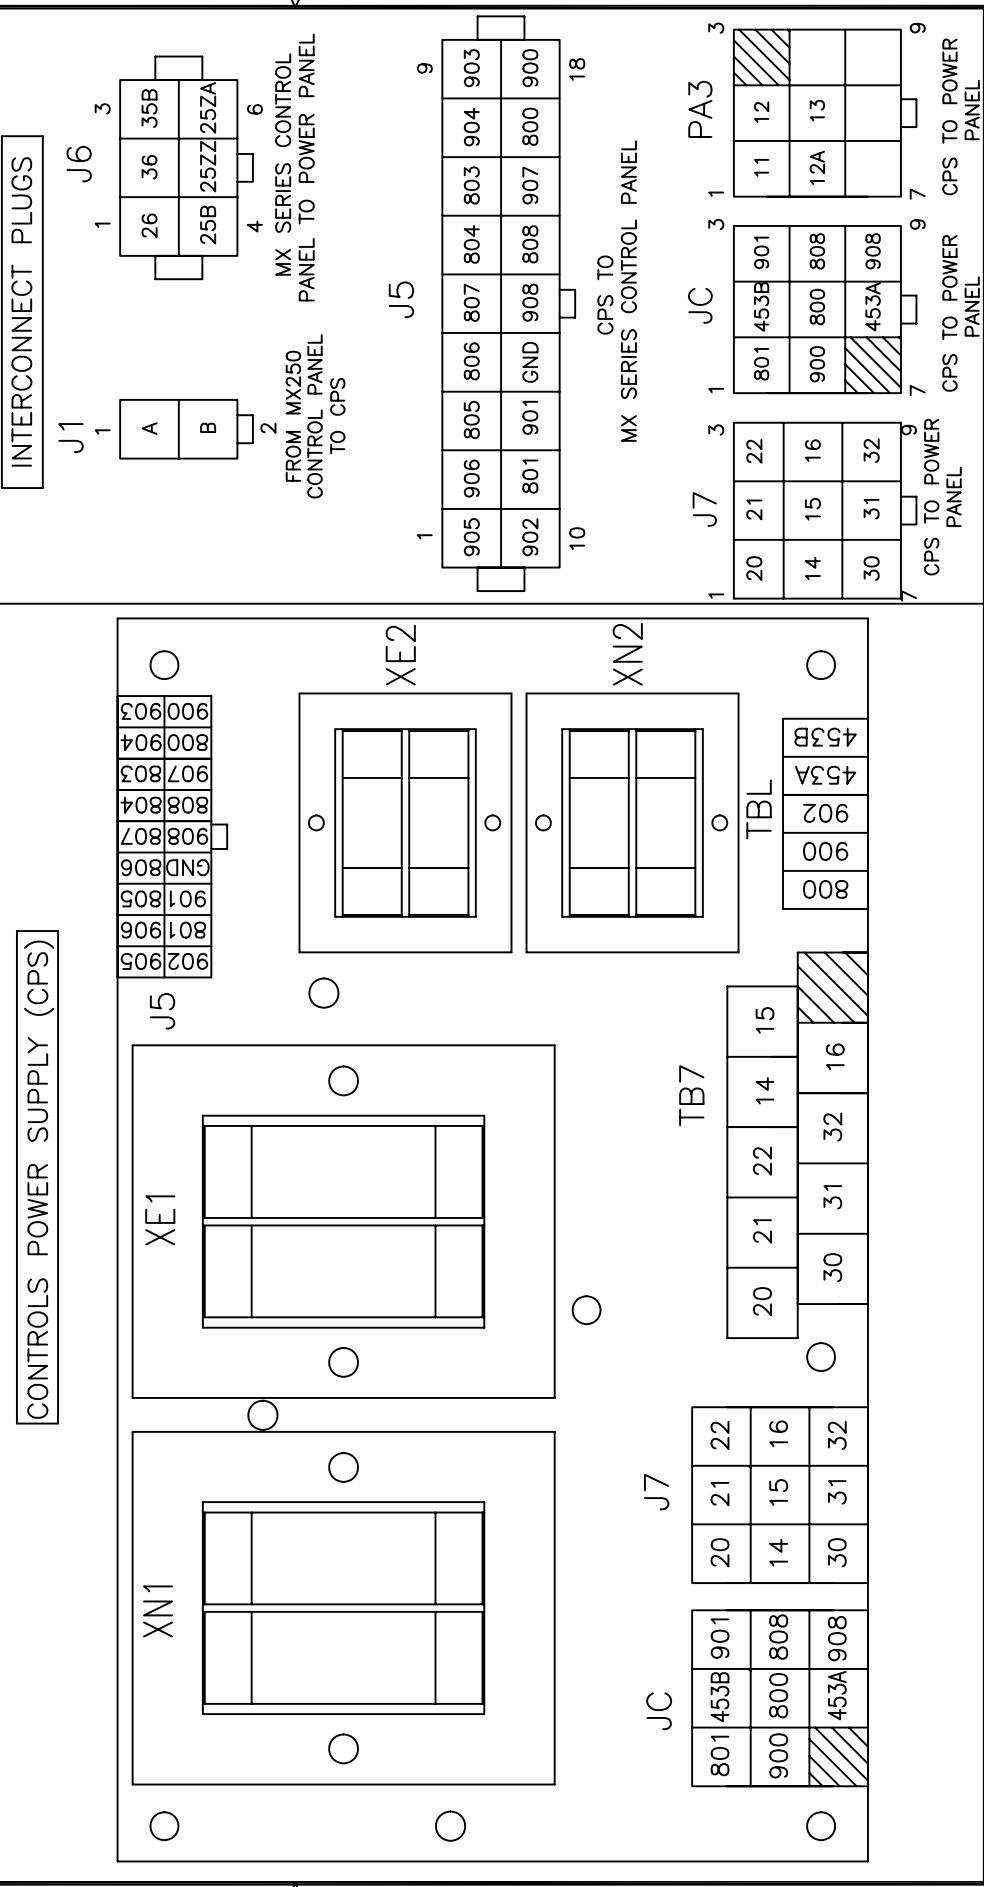 INTERCONNECT PLUGS
J1
1
A
B
2
FROM MX250
CONTROL PANEL
TO CPS
J6
1 3
26 36 35B
25B 25ZZ 25ZA
4 6
MX SERIES CONTROL
PANEL TO POWER PANEL
J5
1 9
905 906 805 806 807 804 803 904 903
902 801 901 GND 908 808 907 800 900
10 18
CPS TO
MX SERIES CONTROL PANEL
J7
1 3
20 21 22
14 15 16
30 31 32
7 9
CPS TO POWER
PANEL
JC
1 3
801 453B 901
900 800 808
453A 908
7 9
CPS TO POWER
PANEL
PA3
1 3
11 12
12A 13
7 9
CPS TO POWER
PANEL
CONTROLS POWER SUPPLY (CPS)
XN1
XE1
J5
905 906 805 806 807 804 803 904 903
902 801 901 GND 908 808 907 800 900
XE2
XN2
JC
801 453B 901
900 800 808
453A 908
J7
20 21 22
14 15 16
30 31 32
TB7
20 21 22 14 15
30 31 32 16
TBL
800 900 902 453A 453B